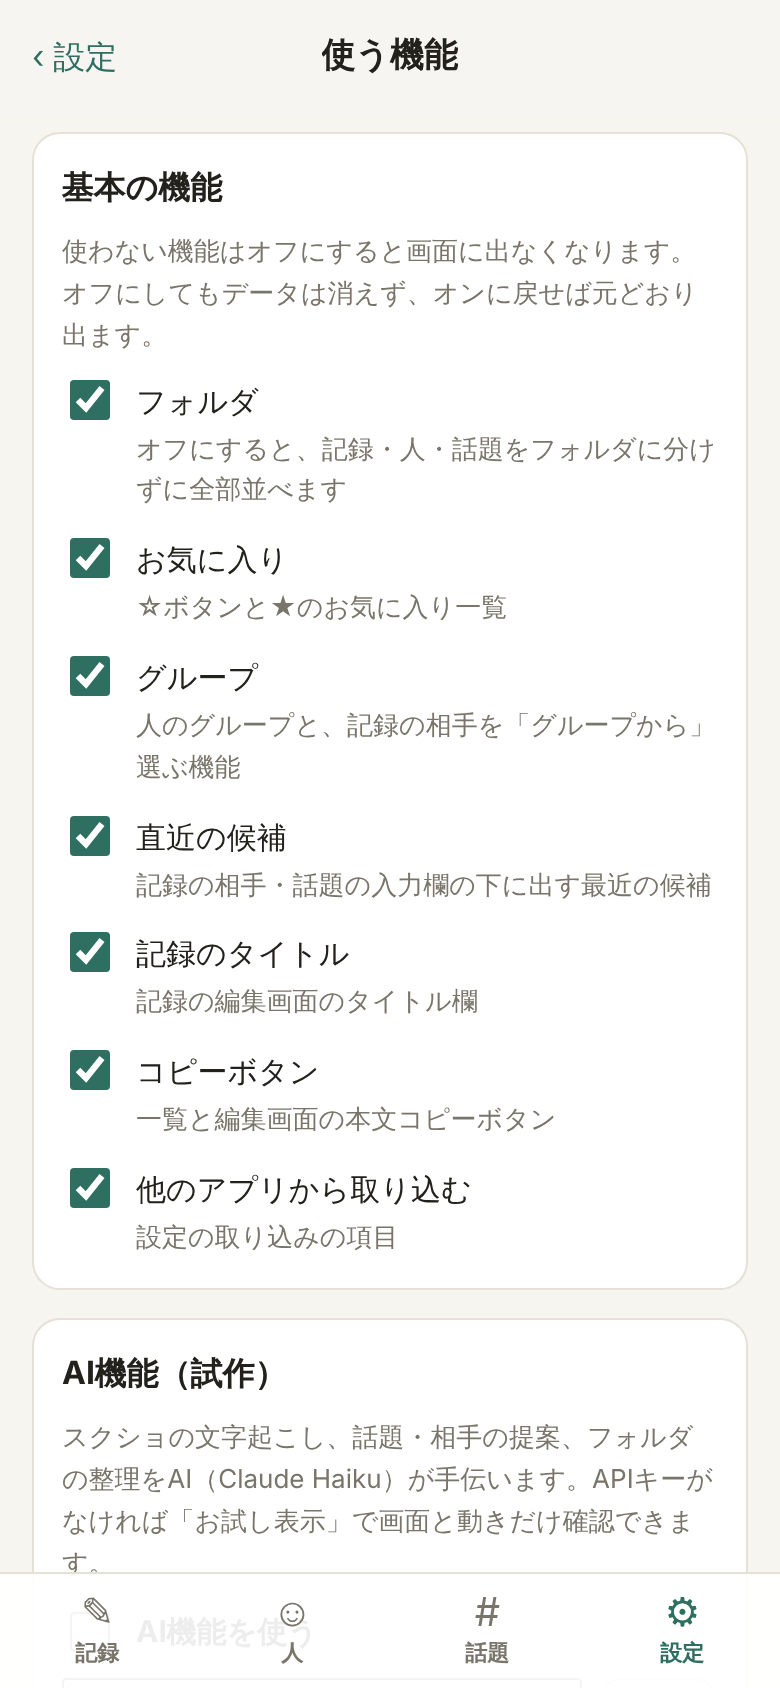 ‹ 設定
使う機能
基本の機能
使わない機能はオフにすると画面に出なくなります。
オフにしてもデータは消えず、オンに戻せば元どおり
出ます。
フォルダ
オフにすると、記録・人・話題をフォルダに分け
ずに全部並べます
お気に入り
☆ボタンと★のお気に入り一覧
グループ
人のグループと、記録の相手を「グループから」
選ぶ機能
直近の候補
記録の相手・話題の入力欄の下に出す最近の候補
記録のタイトル
記録の編集画面のタイトル欄
コピーボタン
一覧と編集画面の本文コピーボタン
他のアプリから取り込む
設定の取り込みの項目
AI機能（試作）
スクショの文字起こし、話題・相手の提案、フォルダ
の整理をAI（Claude Haiku）が手伝います。APIキーが
なければ「お試し表示」で画面と動きだけ確認できま
す。
AI機能を使う
記録
人
#
話題
設定